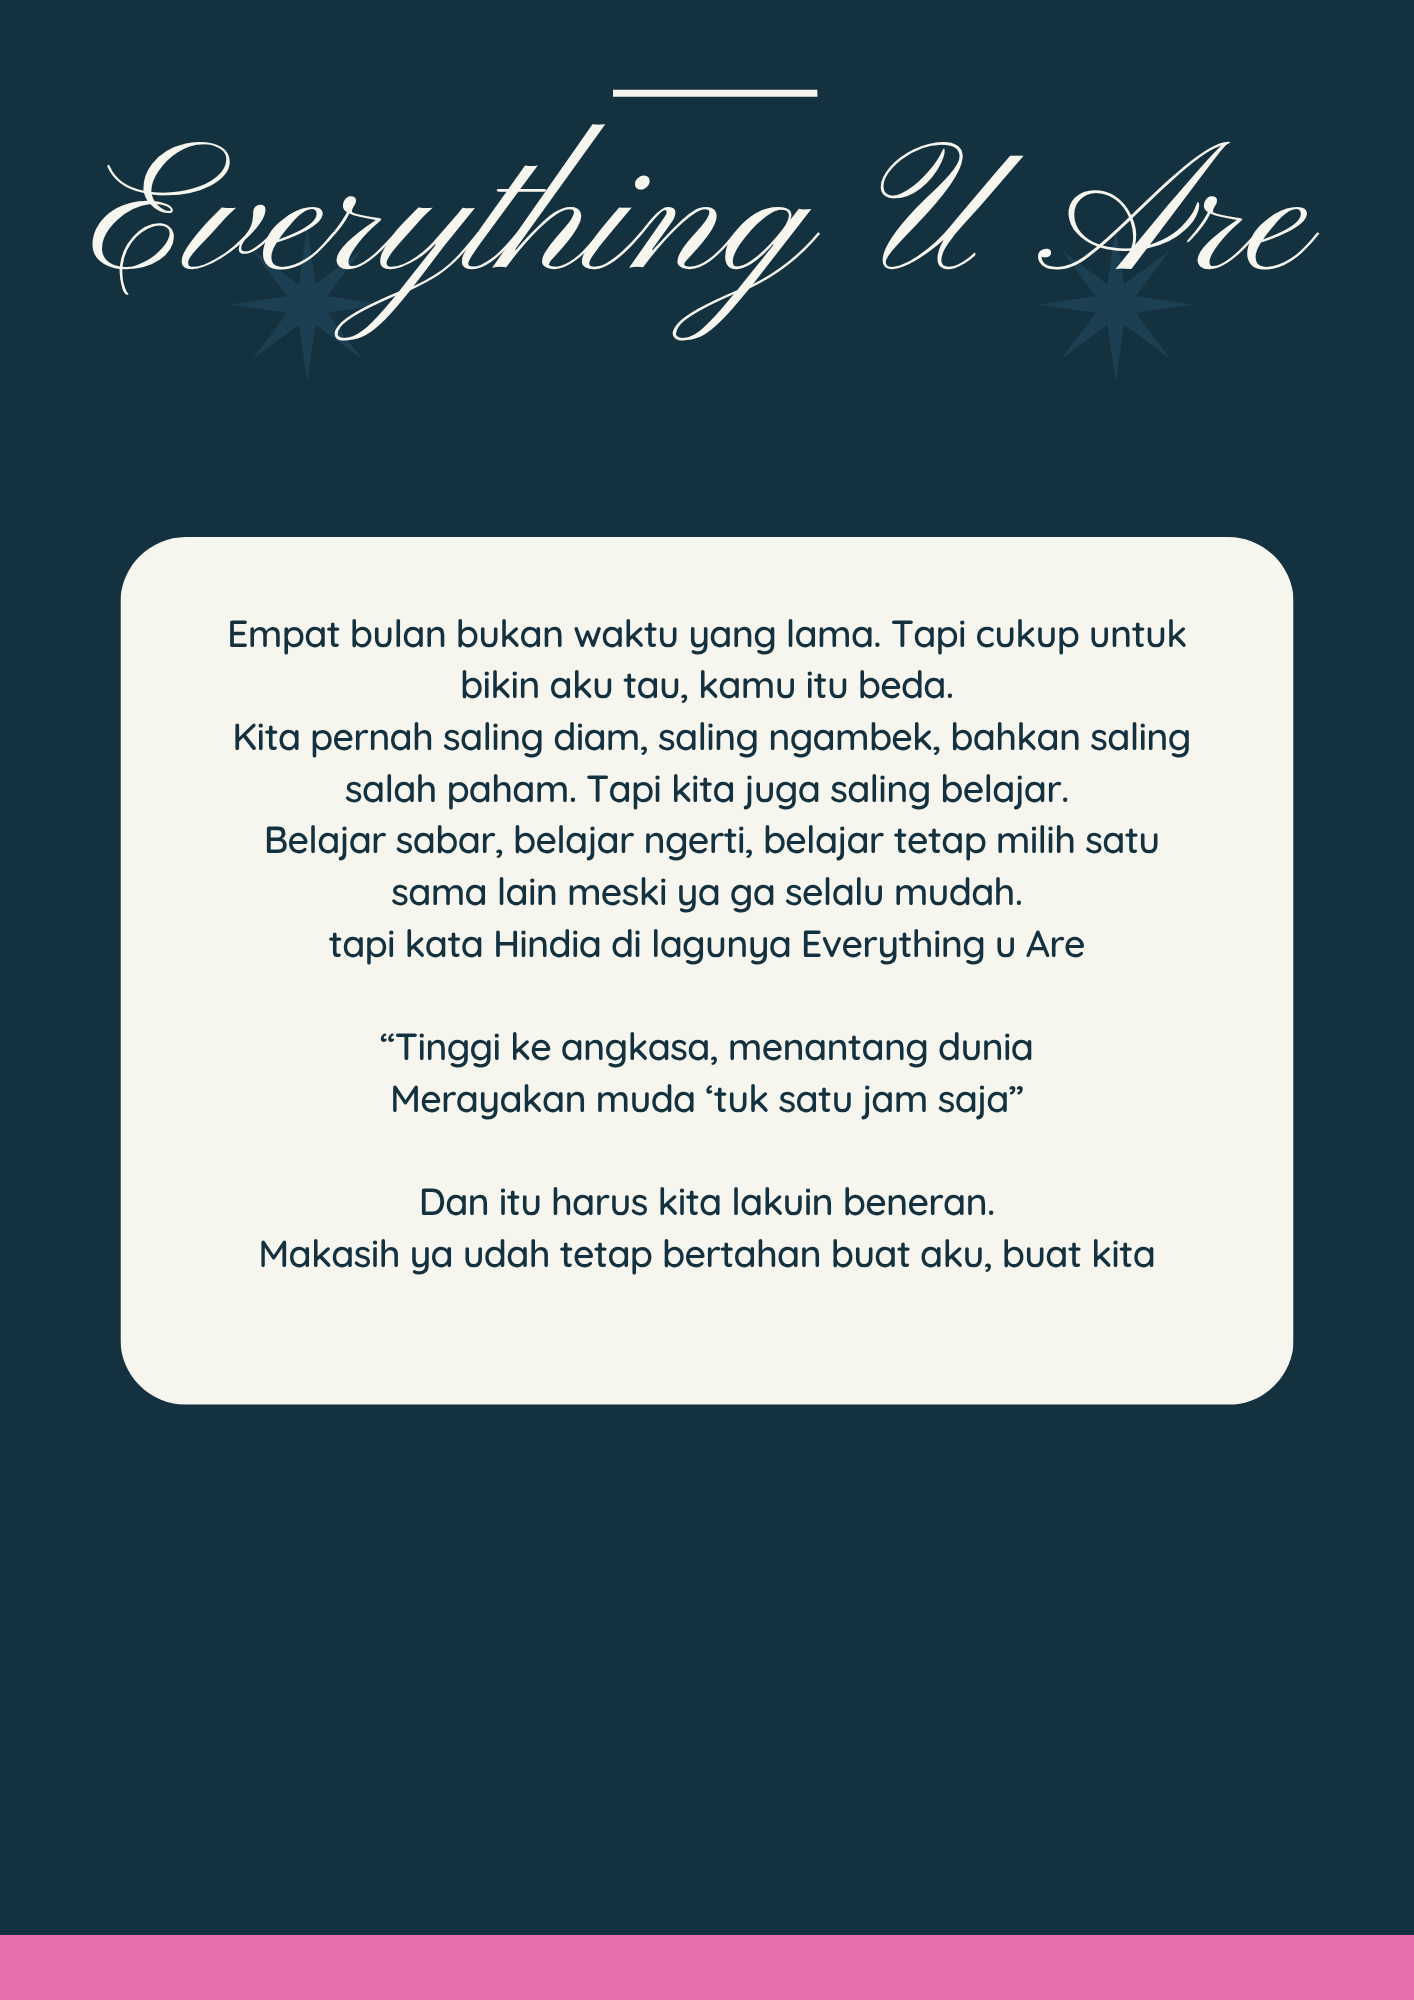 Everything U Are
Empat bulan bukan waktu yang lama. Tapi cukup untuk
bikin aku tau, kamu itu beda.
Kita pernah saling diam, saling ngambek, bahkan saling
salah paham. Tapi kita juga saling belajar.
Belajar sabar, belajar ngerti, belajar tetap milih satu
sama lain meski ya ga selalu mudah.
tapi kata Hindia di lagunya Everything u Are
“Tinggi ke angkasa, menantang dunia
Merayakan muda ‘tuk satu jam saja”
Dan itu harus kita lakuin beneran.
Makasih ya udah tetap bertahan buat aku, buat kita